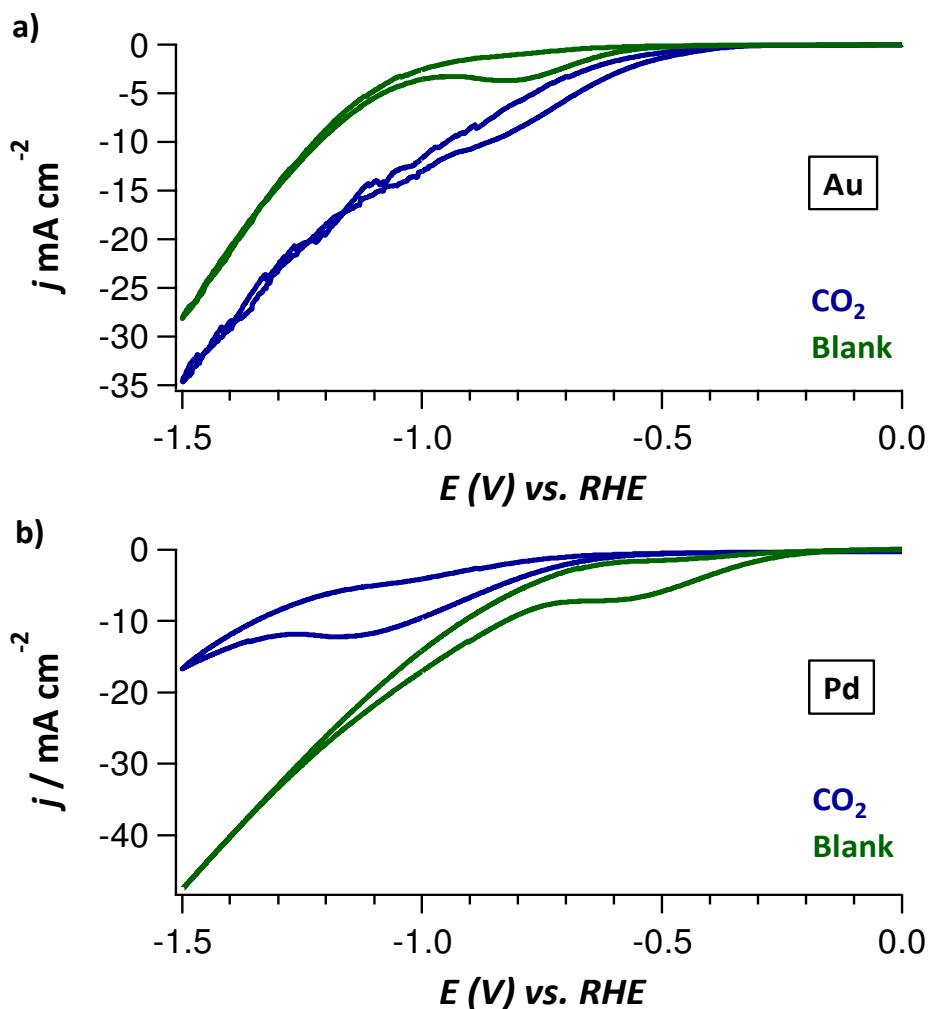 a)
0
-5
-10
-15
-20
-25
-30
-35
j mA cm⁻²
Au
CO₂
Blank
-1.5 -1.0 -0.5 0.0
E (V) vs. RHE
b)
0
-10
-20
-30
-40
j / mA cm⁻²
Pd
CO₂
Blank
-1.5 -1.0 -0.5 0.0
E (V) vs. RHE